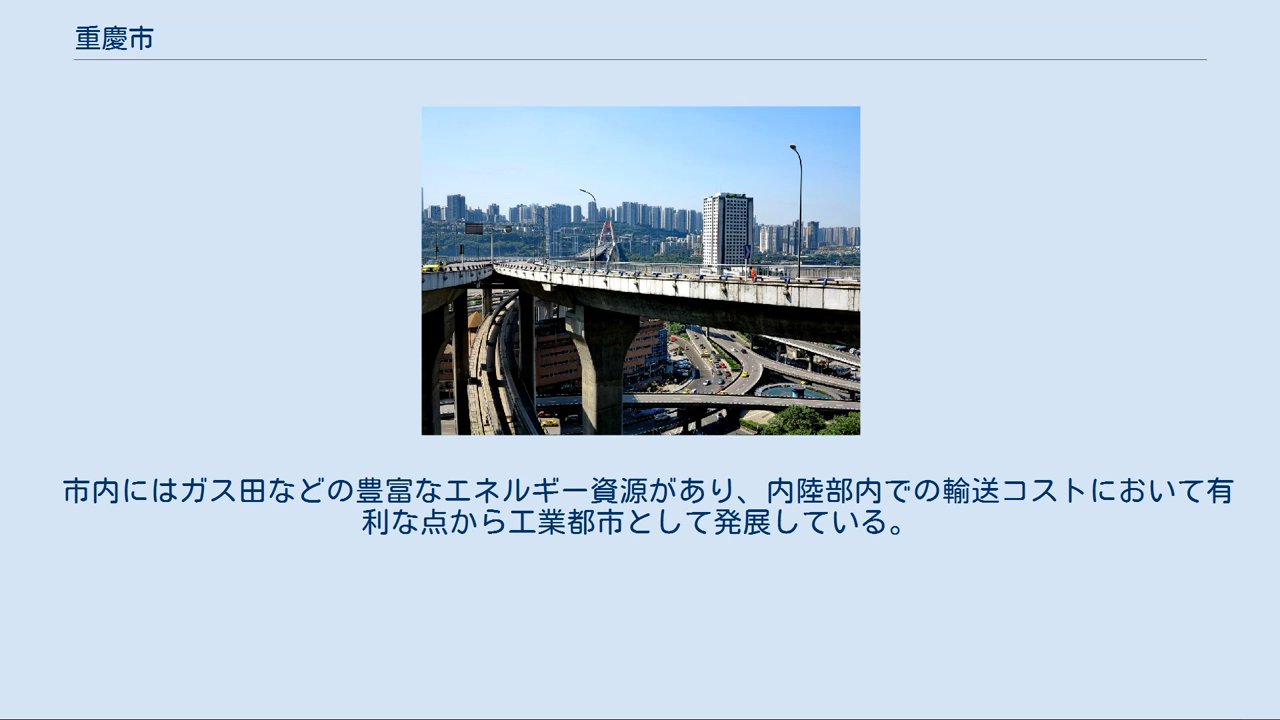 重慶市
市内にはガス田などの豊富なエネルギー資源があり、内陸部内での輸送コストにおいて有
利な点から工業都市として発展している。